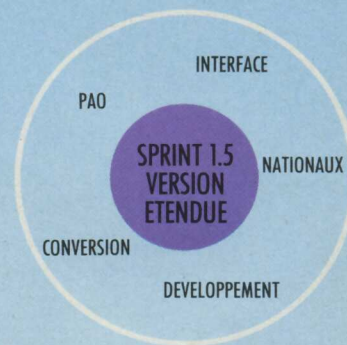 INTERFACE
PAO
SPRINT 1.5
VERSION
ETENDUE
NATIONAUX
CONVERSION
DEVELOPPEMENT